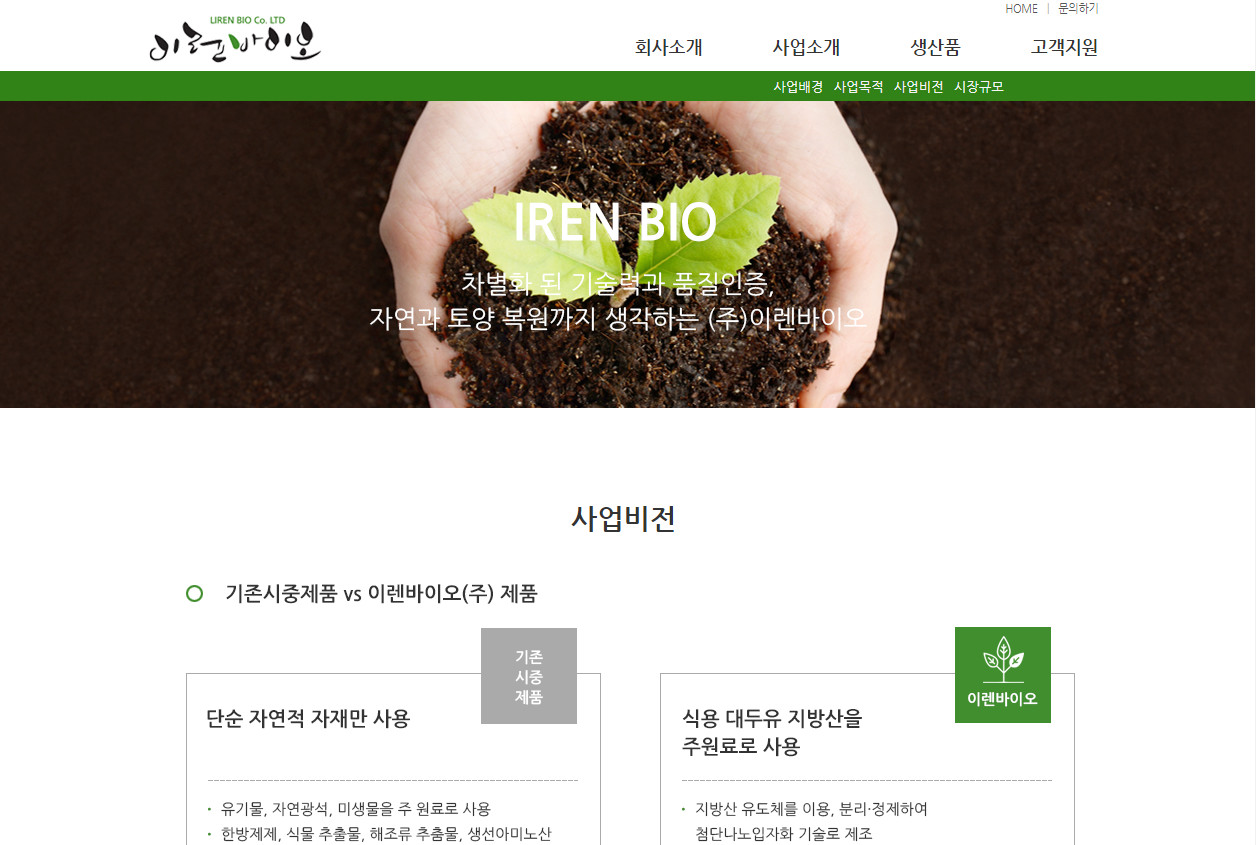 HOME | 문의하기
LIREN BIO Co. LTD
이렌바이오
회사소개 사업소개 생산품 고객지원
사업배경 사업목적 사업비전 시장규모
IREN BIO
차별화 된 기술력과 품질인증,
자연과 토양 복원까지 생각하는 (주)이렌바이오
사업비전
기존시중제품 vs 이렌바이오(주) 제품
기존
시중
제품
단순 자연적 자재만 사용
· 유기물, 자연광석, 미생물을 주 원료로 사용
· 한방제제, 식물 추출물, 해조류 추춤물, 생선아미노산
이렌바이오
식용 대두유 지방산을
주원료로 사용
· 지방산 유도체를 이용, 분리·정제하여
첨단나노입자화 기술로 제조